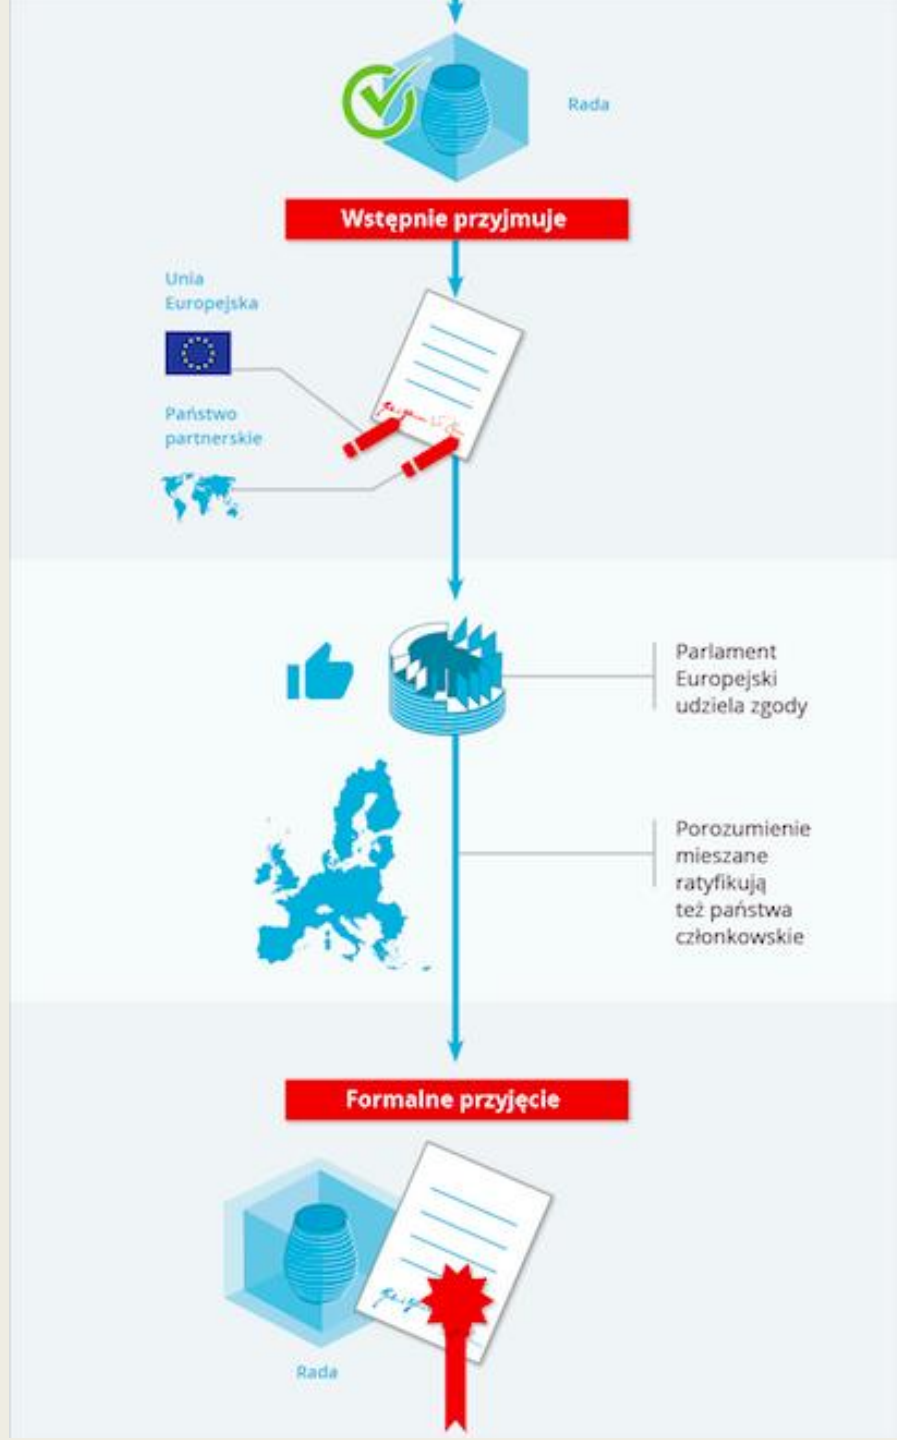 Rada
Wstępnie przyjmuje
Unia
Europejska
Państwo
partnerskie
Parlament
Europejski
udziela zgody
Porozumienie
mieszane
ratyfikują
też państwa
członkowskie
Formalne przyjęcie
Rada